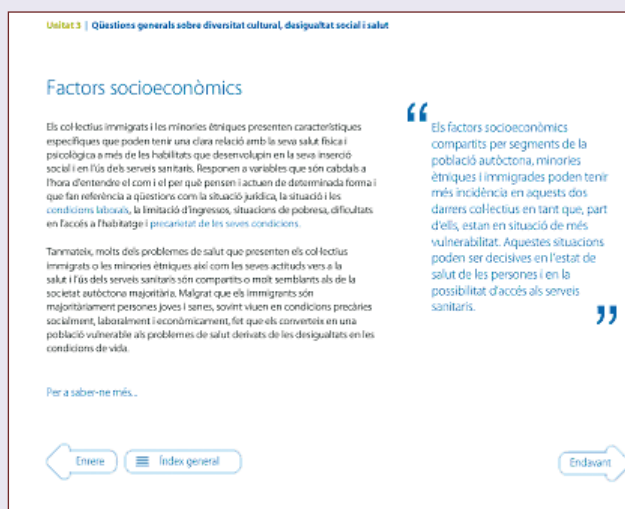 Unitat 3 | Qüestions generals sobre diversitat cultural, desigualtat social i salut
Factors socioeconòmics
Els col·lectius immigrats i les minories ètniques presenten característiques
específiques que poden tenir una clara relació amb la seva salut física i
psicològica a més de les habilitats que desenvolupin en la seva inserció
social i en l'ús dels serveis sanitaris. Responen a variables que són cabdals a
l'hora d'entendre el com i el per què pensen i actuen de determinada forma i
que fan referència a qüestions com la situació jurídica, la situació i les
condicions laborals, la limitació d'ingressos, situacions de pobresa, dificultats
en l'accés a l'habitatge i precarietat de les seves condicions.
Tanmateix, molts dels problemes de salut que presenten els col·lectius
immigrats o les minories ètniques així com les seves actituds vers a la
salut i l'ús dels serveis sanitaris són compartits o molt semblants als de la
societat autòctona majoritària. Malgrat que els immigrants són
majoritàriament persones joves i sanes, sovint viuen en condicions precàries
socialment, laboralment i econòmicament, fet que els converteix en una
població vulnerable als problemes de salut derivats de les desigualtats en les
condicions de vida.
Per a saber-ne més...
“
Els factors socioeconòmics
compartits per segments de la
població autòctona, minories
ètniques i immigrades poden tenir
més incidència en aquests dos
darrers col·lectius en tant que, part
d'ells, estan en situació de més
vulnerabilitat. Aquestes situacions
poden ser decisives en l'estat de
salut de les persones i en la
possibilitat d'accés als serveis
sanitaris.
”
Enrere
Índex general
Endavant